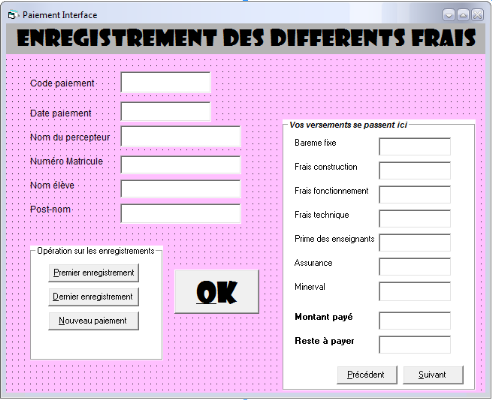 Paiement Interface
ENREGISTREMENT DES DIFFERENTS FRAIS
Code paiement
Date paiement
Nom du percepteur
Numéro Matricule
Nom élève
Post-nom
Opération sur les enregistrements
Premier enregistrement
Dernier enregistrement
Nouveau paiement
OK
Vos versements se passent ici
Bareme fixe
Frais construction
Frais fonctionnement
Frais technique
Prime des enseignants
Assurance
Minerval
Montant payé
Reste à payer
Précédent
Suivant